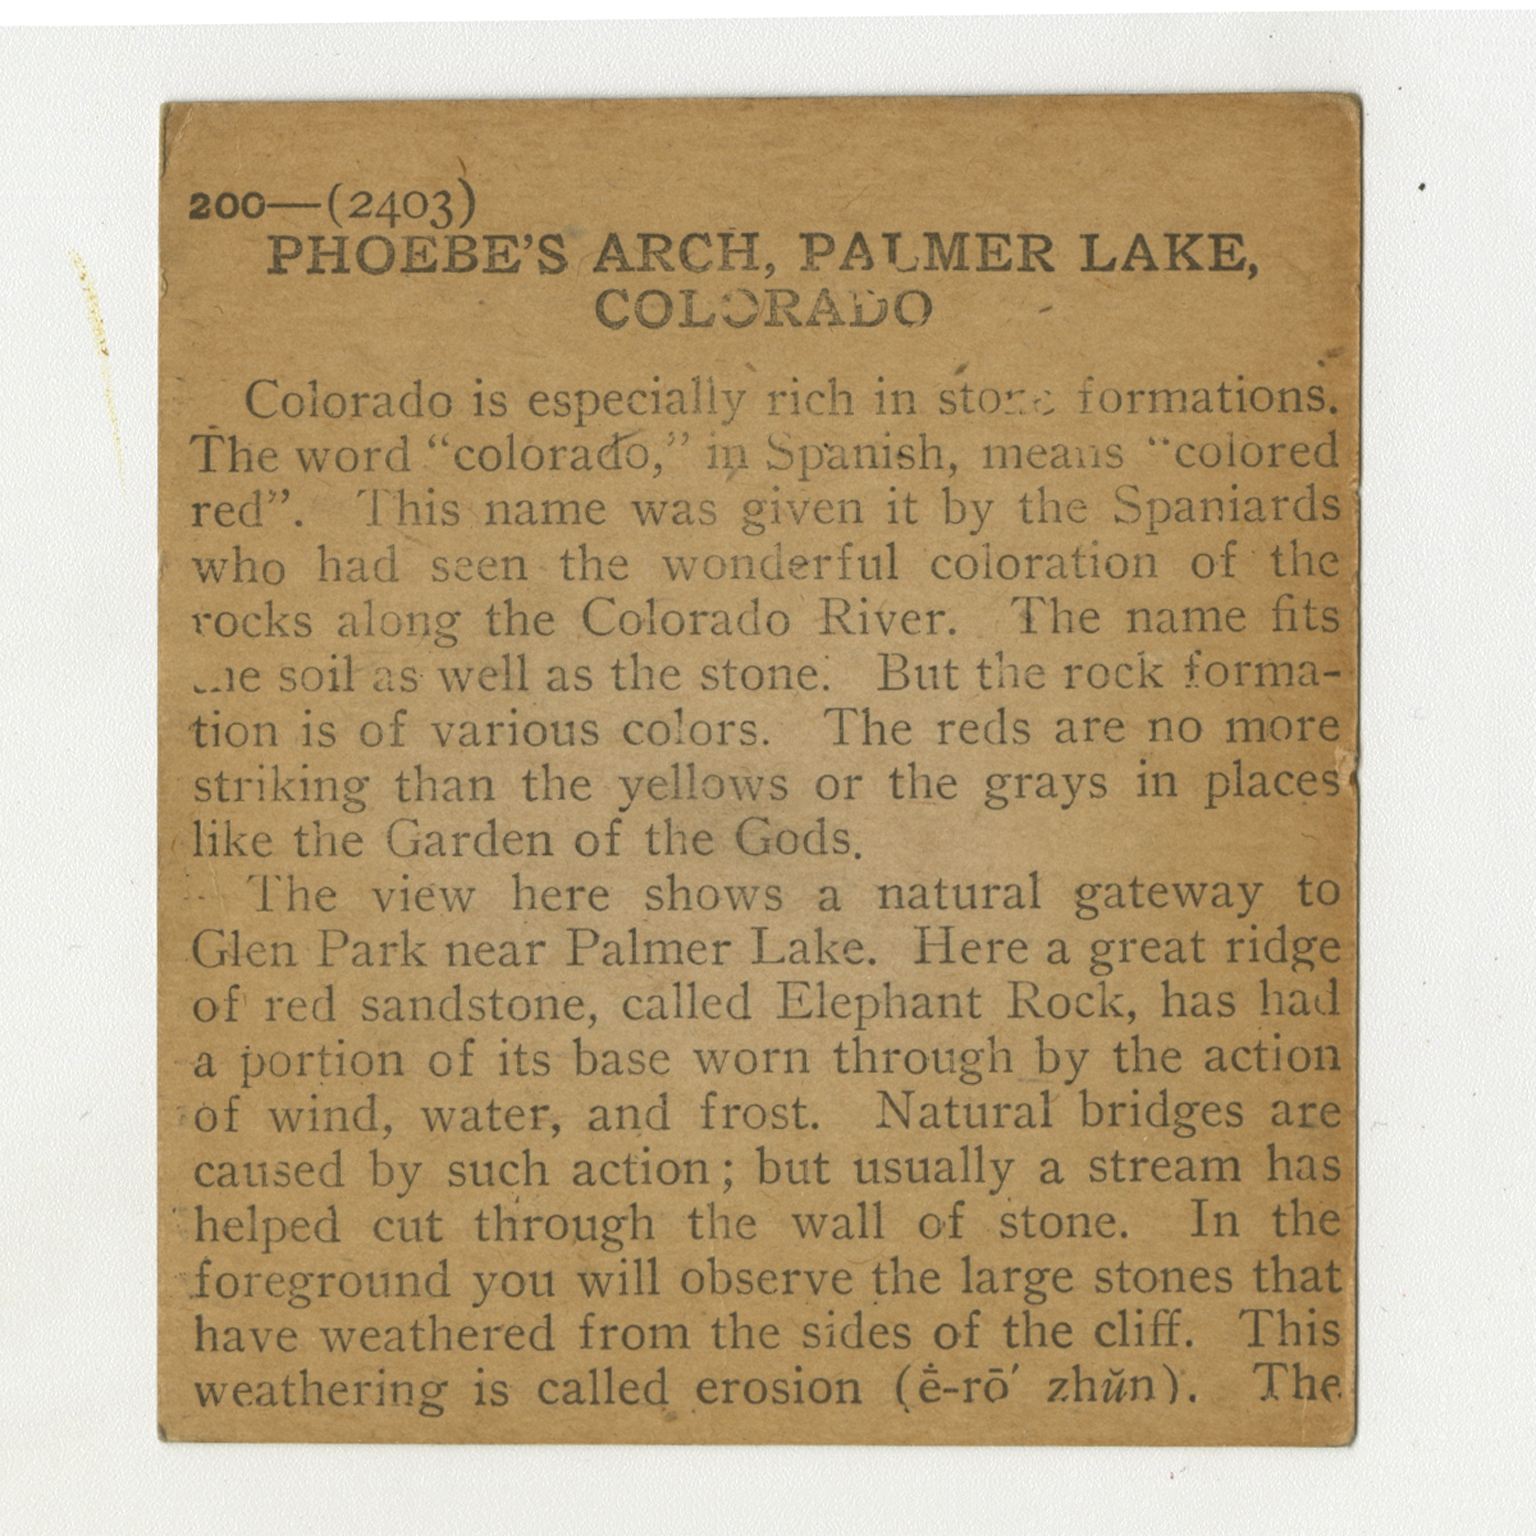 200—(2403)
PHOEBE'S ARCH, PALMER LAKE,
COLORADO
Colorado is especially rich in stone formations.
The word “colorado,” in Spanish, means “colored
red”. This name was given it by the Spaniards
who had seen the wonderful coloration of the
rocks along the Colorado River. The name fits
the soil as well as the stone. But the rock forma-
tion is of various colors. The reds are no more
striking than the yellows or the grays in places
like the Garden of the Gods.
The view here shows a natural gateway to
Glen Park near Palmer Lake. Here a great ridge
of red sandstone, called Elephant Rock, has had
a portion of its base worn through by the action
of wind, water, and frost. Natural bridges are
caused by such action; but usually a stream has
helped cut through the wall of stone. In the
foreground you will observe the large stones that
have weathered from the sides of the cliff. This
weathering is called erosion (ė̄-rō′ zhŭn). The